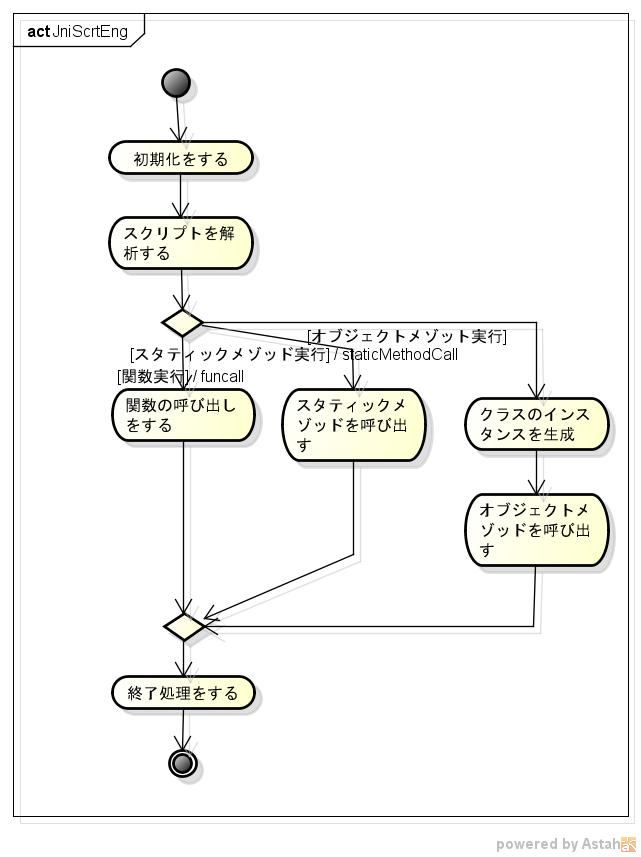 act JniScrtEng
初期化をする
スクリプトを解
析する
[オブジェクトメゾット実行]
[スタティックメゾッド実行] / staticMethodCall
[関数実行] / funcall
関数の呼び出し
をする
スタティックメ
ゾッドを呼び出
す
クラスのインス
タンスを生成
オブジェクトメ
ゾッドを呼び出
す
終了処理をする
powered by Astah